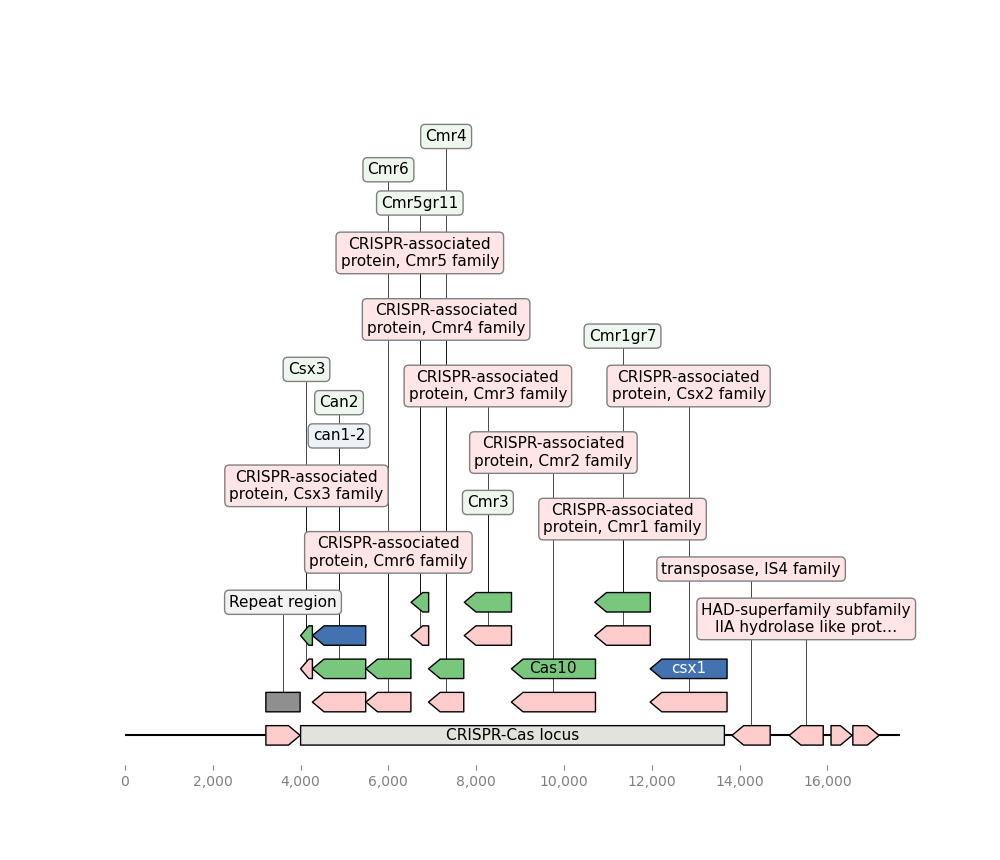 Cmr4
Cmr6
Cmr5gr11
CRISPR-associated
protein, Cmr5 family
CRISPR-associated
protein, Cmr4 family
Cmr1gr7
Csx3
CRISPR-associated
protein, Cmr3 family
CRISPR-associated
protein, Csx2 family
Can2
can1-2
CRISPR-associated
protein, Cmr2 family
CRISPR-associated
protein, Csx3 family
Cmr3
CRISPR-associated
protein, Cmr1 family
CRISPR-associated
protein, Cmr6 family
transposase, IS4 family
Repeat region
HAD-superfamily subfamily
IIA hydrolase like prot...
Cas10
csx1
CRISPR-Cas locus
0 2,000 4,000 6,000 8,000 10,000 12,000 14,000 16,000